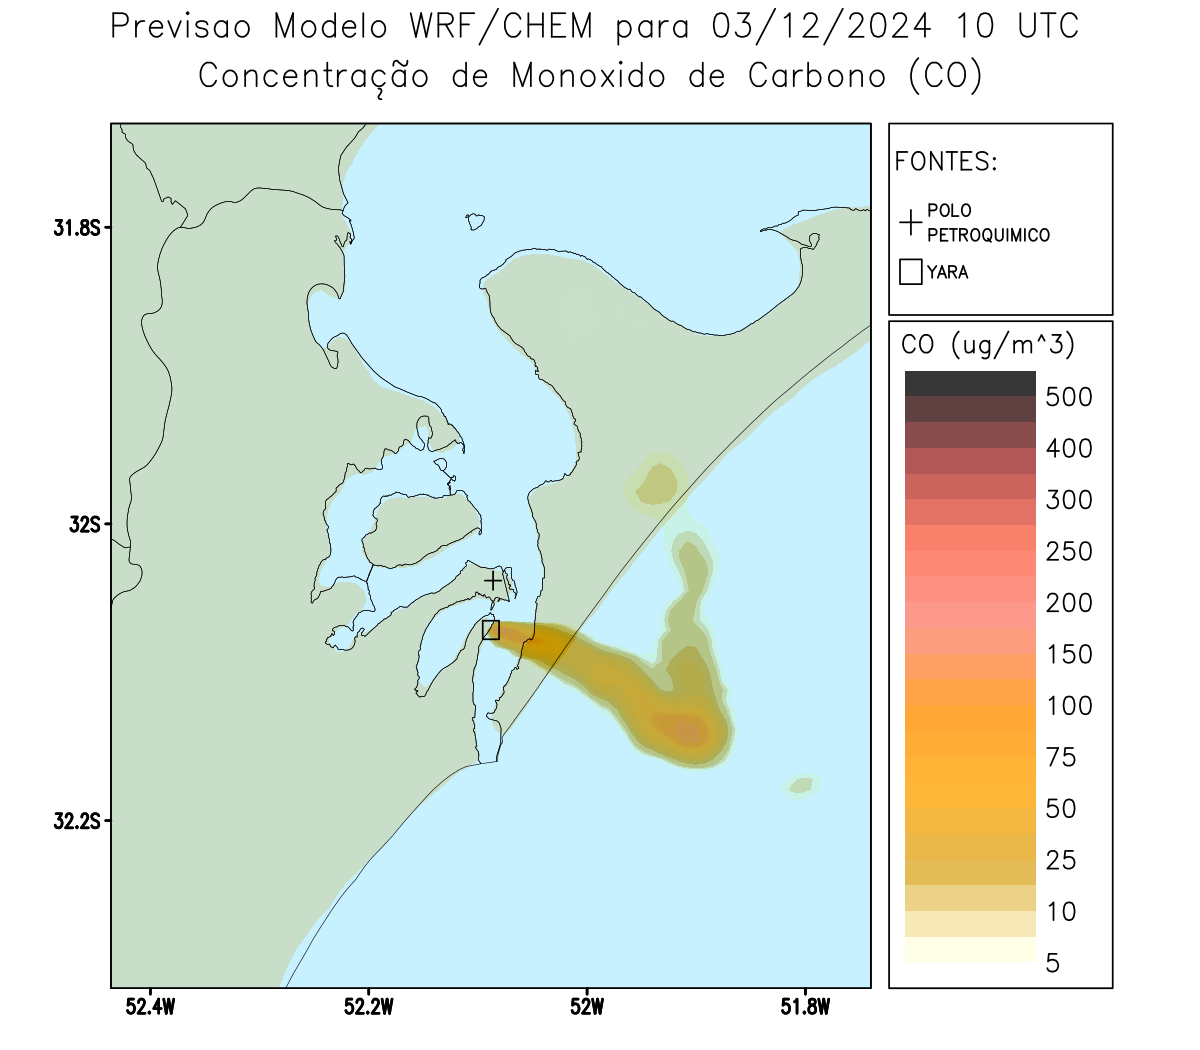 Previsao Modelo WRF/CHEM para 03/12/2024 10 UTC
Concentração de Monoxido de Carbono (CO)
FONTES:
POLO
PETROQUIMICO
YARA
CO (ug/m^3)
500
400
300
250
200
150
100
75
50
25
10
5
31.8S
32S
32.2S
52.4W
52.2W
52W
51.8W